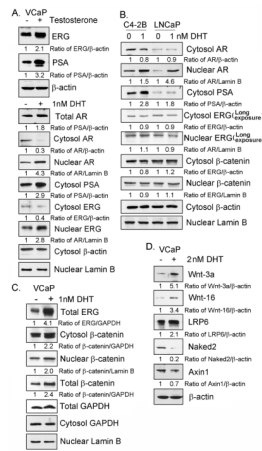 A. VCaP
- + Testosterone
ERG
1 2.1 Ratio of ERG/β-actin
PSA
1 3.2 Ratio of PSA/β-actin
β-actin
- + 1nM DHT
Total AR
1 1.8 Ratio of PSA/β-actin
Cytosol AR
1 0.3 Ratio of AR/β-actin
Nuclear AR
1 4.3 Ratio of AR/Lamin B
Cytosol PSA
1 2.9 Ratio of PSA/β-actin
Cytosol ERG
1 0.4 Ratio of ERG/β-actin
Nuclear ERG
1 2.8 Ratio of AR/Lamin B
Cytosol β-actin
Nuclear Lamin B
B.
C4-2B LNCaP
0 1 0 1 nM DHT
Cytosol AR
1 0.8 1 0.9 Ratio of AR/β-actin
Nuclear AR
1 1.5 1 4.6 Ratio of AR/Lamin B
Cytosol PSA
1 2.8 1 1.8 Ratio of PSA/β-actin
Cytosol ERG(Long exposure)
1 0.9 1 0.9 Ratio of ERG/β-actin
Nuclear ERG(Long exposure)
1 1.1 1 0.9 Ratio of AR/Lamin B
Cytosol β-catenin
1 0.8 1 1.2 Ratio of ERG/β-actin
Nuclear β-catenin
1 0.9 1 1.1 Ratio of ERG/Lamin B
Cytosol β-actin
Nuclear Lamin B
C. VCaP
- + 1nM DHT
Total ERG
1 4.1 Ratio of ERG/GAPDH
Cytosol β-catenin
1 2.2 Ratio of β-catenin/GAPDH
Nuclear β-catenin
1 2.0 Ratio of β-catenin/Lamin B
Total β-catenin
1 2.4 Ratio of β-catenin/GAPDH
Total GAPDH
Cytosol GAPDH
Nuclear Lamin B
D. VCaP
- + 2nM DHT
Wnt-3a
1 5.1 Ratio of Wnt-3a/β-actin
Wnt-16
1 3.4 Ratio of Wnt-16/β-actin
LRP6
1 2.1 Ratio of LRP6/β-actin
Naked2
1 0.2 Ratio of Naked2/β-actin
Axin1
1 0.7 Ratio of Axin1/β-actin
β-actin